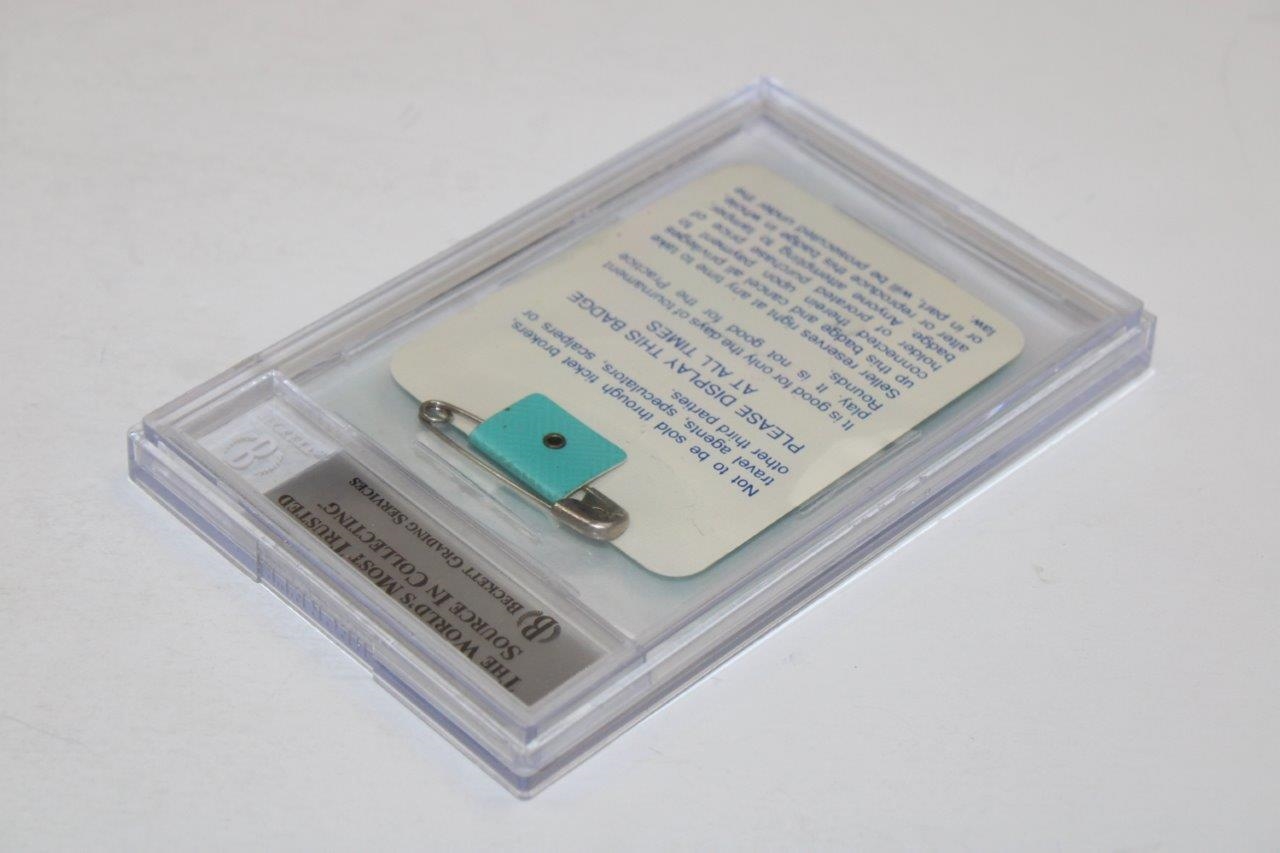 THE WORLD'S MOST TRUSTED
SOURCE IN COLLECTING™
BECKETT GRADING SERVICES
Not to be sold through ticket brokers,
travel agents, speculators, scalpers or
other third parties.
PLEASE DISPLAY THIS BADGE
AT ALL TIMES
It is good for only the days of tournament
play. It is not good for the Practice
Rounds.
Seller reserves right at any time to take
up this badge and cancel all privileges
connected therein upon payment to
holder of prorated purchase price of
badge. Anyone attempting to tamper,
alter or reproduce this badge in whole,
or in part, will be prosecuted under the
law.